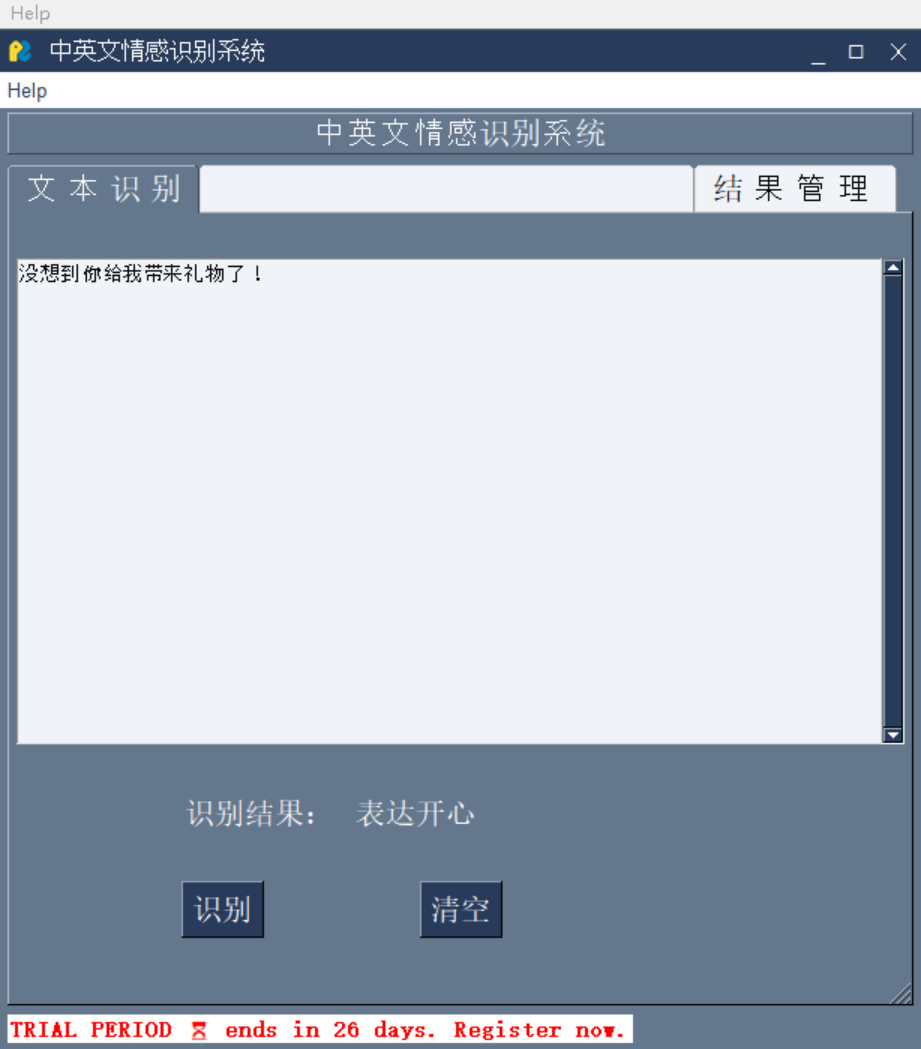 Help
中英文情感识别系统
Help
中英文情感识别系统
文本识别
结果管理
没想到你给我带来礼物了！
识别结果： 表达开心
识别 清空
TRIAL PERIOD ⏳ ends in 26 days. Register now.